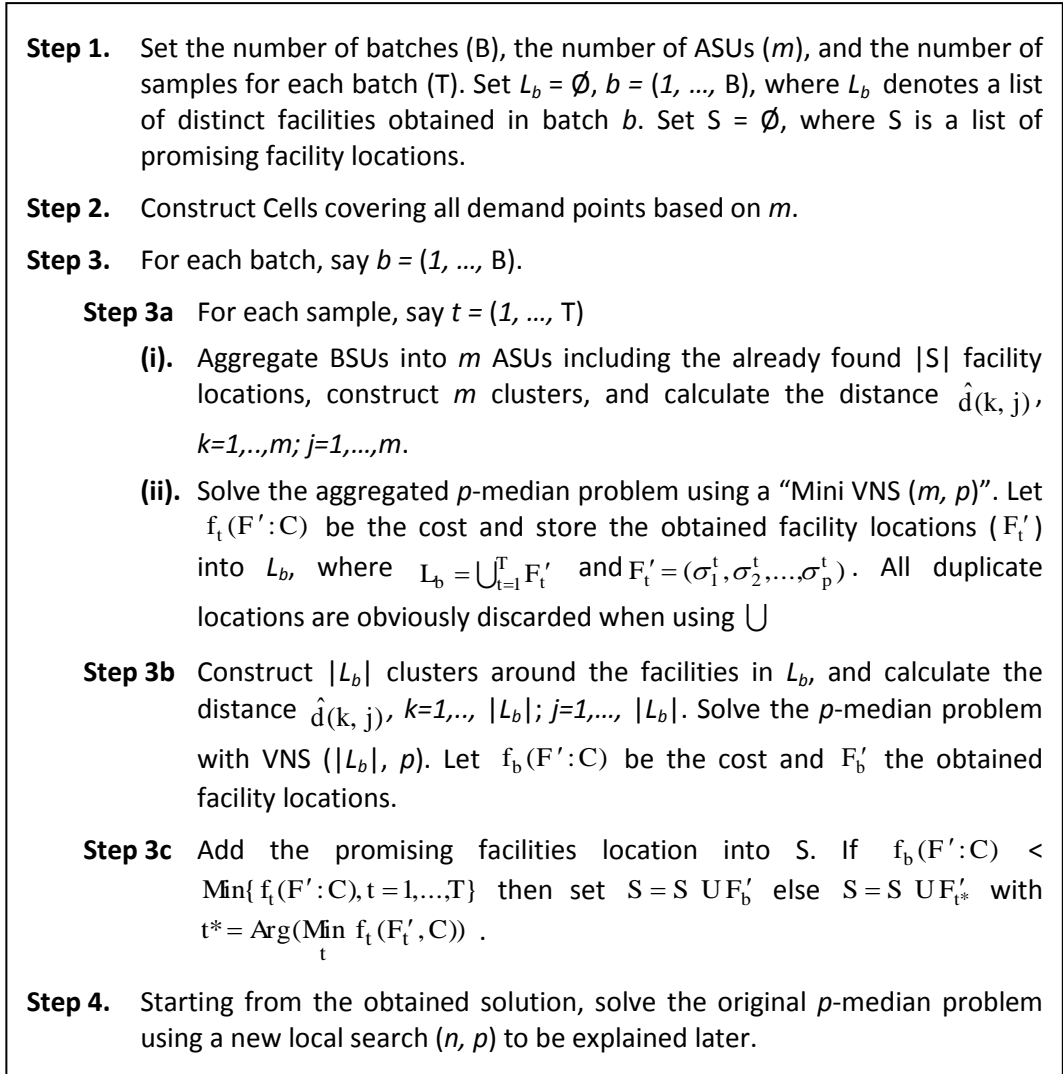 Step 1. Set the number of batches (B), the number of ASUs (m), and the number of
samples for each batch (T). Set L_b = Ø, b = (1, …, B), where L_b denotes a list
of distinct facilities obtained in batch b. Set S = Ø, where S is a list of
promising facility locations.
Step 2. Construct Cells covering all demand points based on m.
Step 3. For each batch, say b = (1, …, B).
Step 3a For each sample, say t = (1, …, T)
(i). Aggregate BSUs into m ASUs including the already found |S| facility
locations, construct m clusters, and calculate the distance d̂(k, j),
k=1,..,m; j=1,…,m.
(ii). Solve the aggregated p-median problem using a “Mini VNS (m, p)”. Let
f_t(F′:C) be the cost and store the obtained facility locations (F′_t)
into L_b, where L_b = ⋃_{t=1}^{T} F′_t and F′_t = (σ_1^t, σ_2^t,…,σ_p^t). All duplicate
locations are obviously discarded when using ⋃
Step 3b Construct |L_b| clusters around the facilities in L_b, and calculate the
distance d̂(k, j), k=1,.., |L_b|; j=1,…, |L_b|. Solve the p-median problem
with VNS (|L_b|, p). Let f_b(F′:C) be the cost and F′_b the obtained
facility locations.
Step 3c Add the promising facilities location into S. If f_b(F′:C) <
Min{f_t(F′:C), t = 1,…,T} then set S = S UF′_b else S = S UF′_{t*} with
t* = Arg(Min_t f_t(F′_t, C)) .
Step 4. Starting from the obtained solution, solve the original p-median problem
using a new local search (n, p) to be explained later.